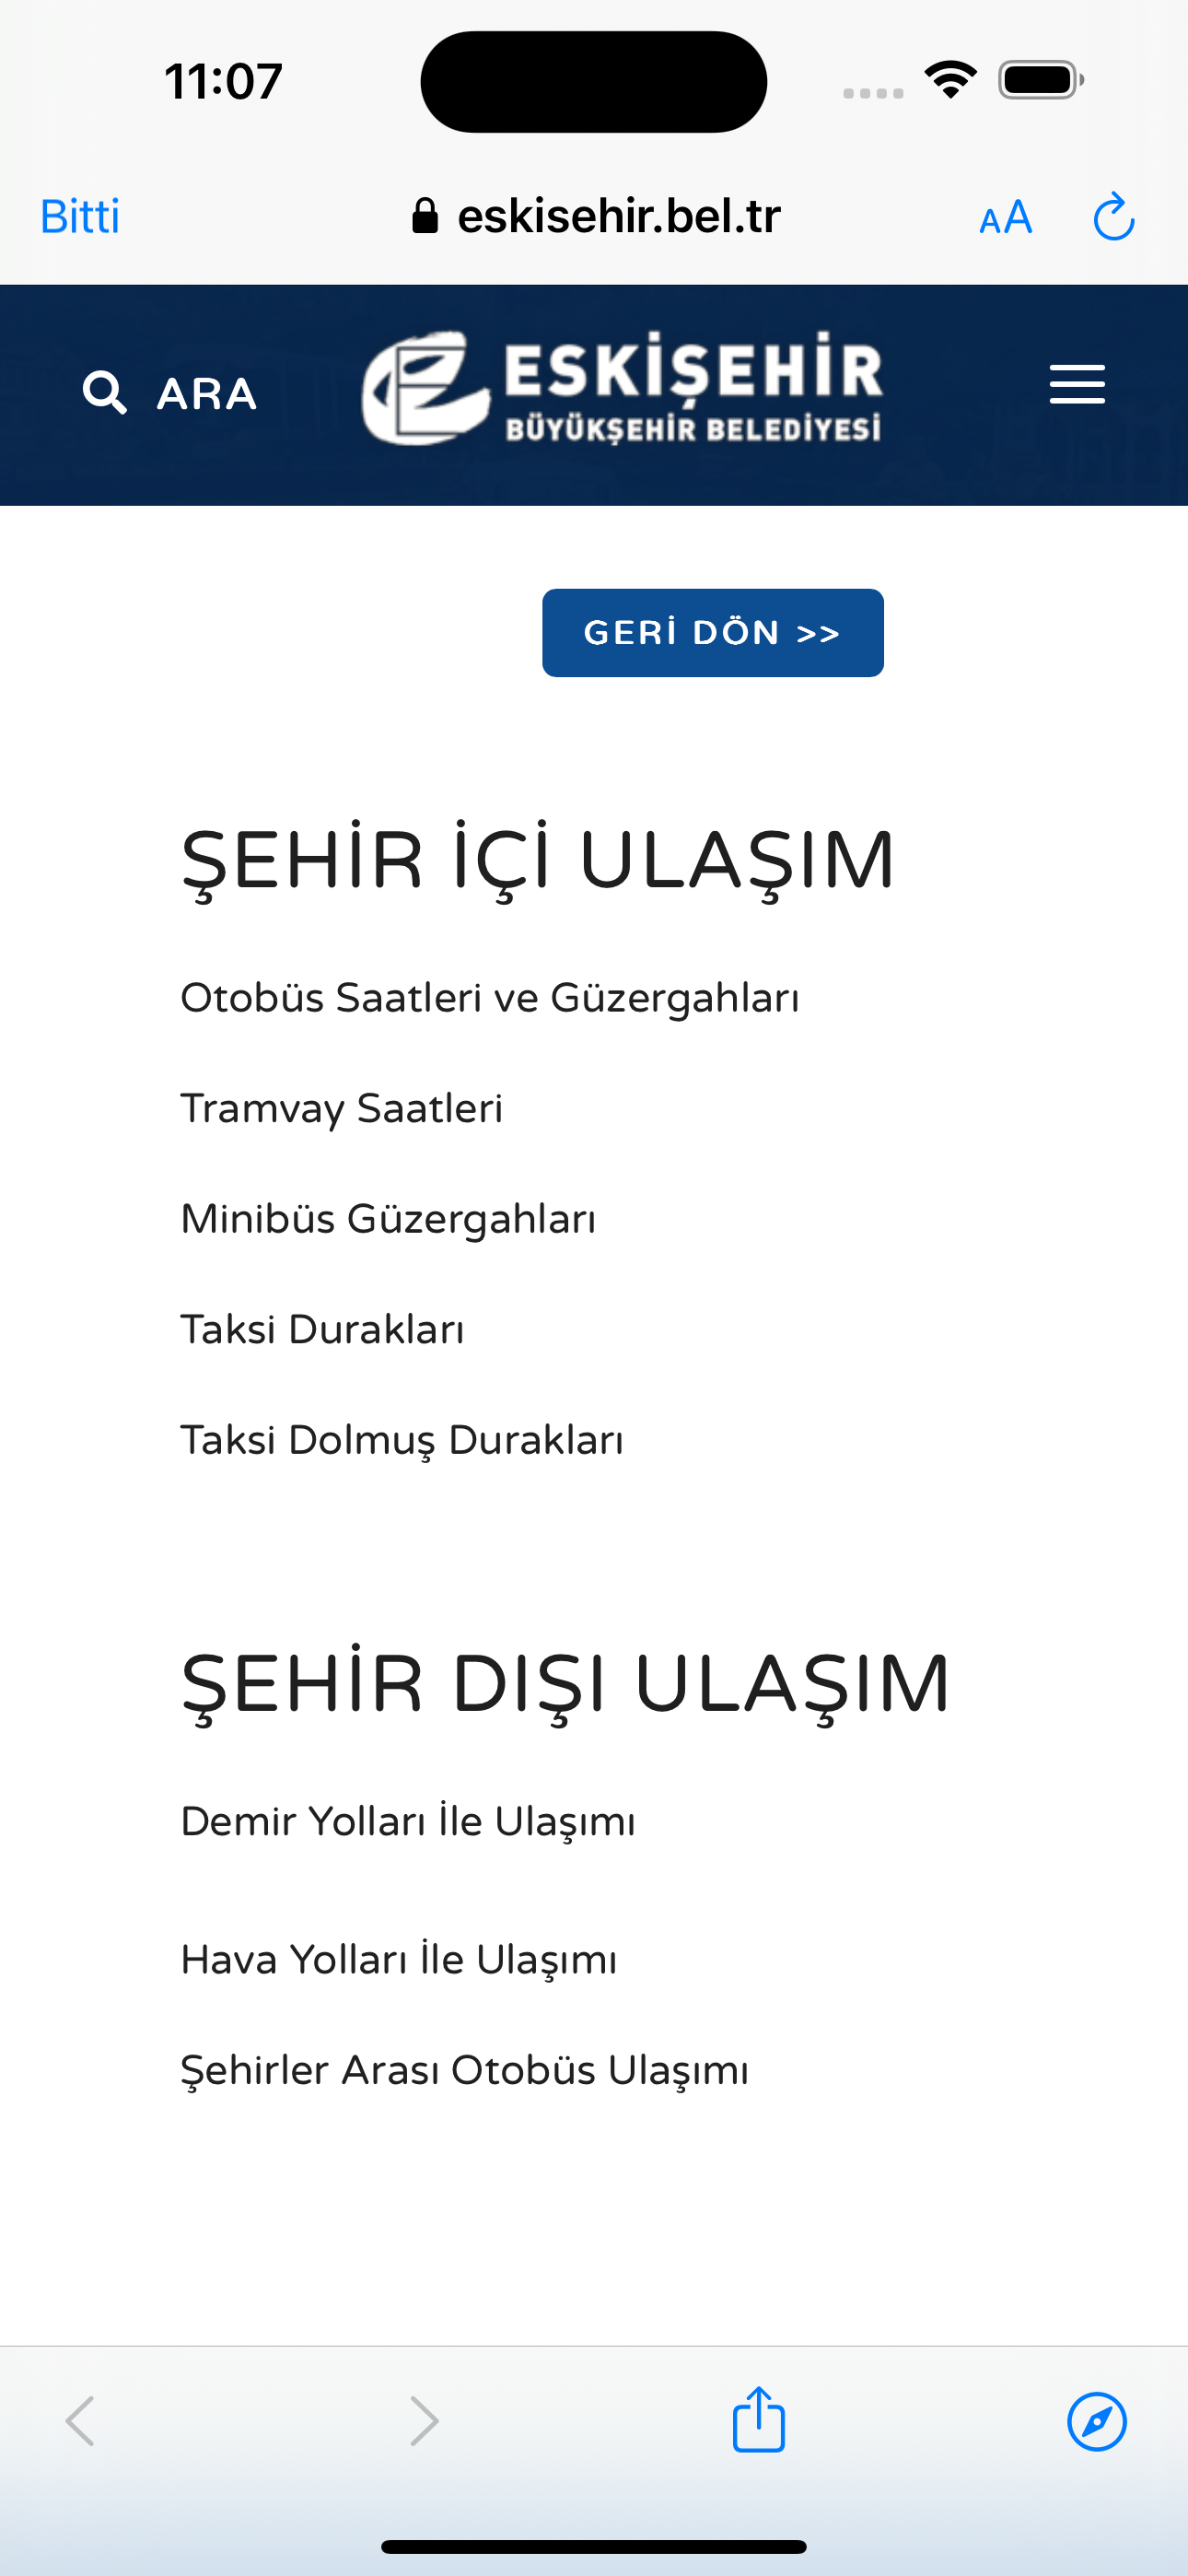 11:07
Bitti
eskisehir.bel.tr
AA
ARA
ESKİŞEHİR
BÜYÜKŞEHİR BELEDİYESİ
GERİ DÖN >>
ŞEHİR İÇİ ULAŞIM
Otobüs Saatleri ve Güzergahları
Tramvay Saatleri
Minibüs Güzergahları
Taksi Durakları
Taksi Dolmuş Durakları
ŞEHİR DIŞI ULAŞIM
Demir Yolları İle Ulaşımı
Hava Yolları İle Ulaşımı
Şehirler Arası Otobüs Ulaşımı